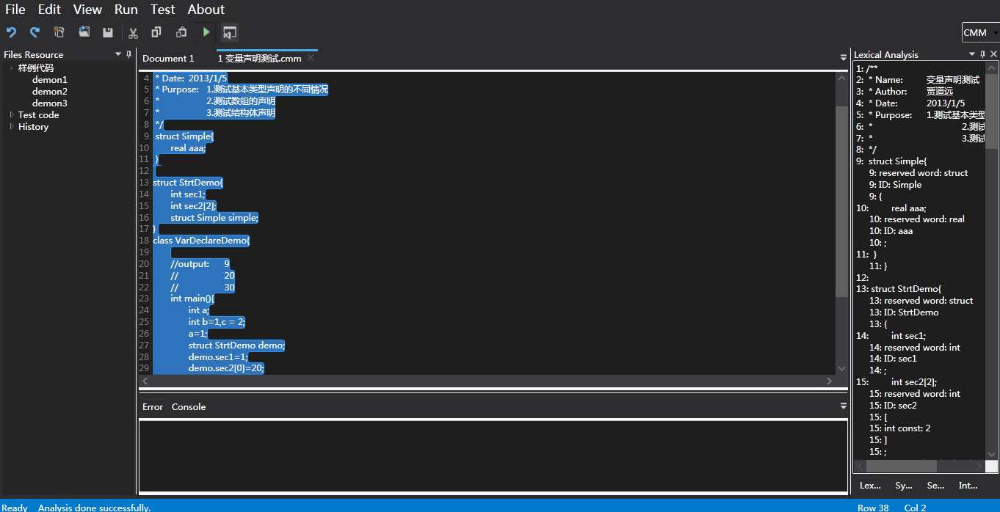 File Edit View Run Test About
CMM
Files Resource
样例代码
demon1
demon2
demon3
Test code
History
Document 1 1 变量声明测试.cmm
4 * Date: 2013/1/5
5 * Purpose: 1.测试基本类型声明的不同情况
6 * 2.测试数组的声明
7 * 3.测试结构体声明
8 */
9 struct Simple{
10 real aaa;
11 }
12
13 struct StrtDemo{
14 int sec1;
15 int sec2[2];
16 struct Simple simple;
17 }
18 class VarDeclareDemo{
19
20 //output: 9
21 // 20
22 // 30
23 int main(){
24 int a;
25 int b=1,c = 2;
26 a=1;
27 struct StrtDemo demo;
28 demo.sec1=1;
29 demo.sec2[0]=20;
Error Console
Lexical Analysis
1: /**
2: * Name: 变量声明测试
3: * Author: 贾道远
4: * Date: 2013/1/5
5: * Purpose: 1.测试基本类型
6: * 2.测试
7: * 3.测试
8: */
9: struct Simple{
9: reserved word: struct
9: ID: Simple
9: {
10: real aaa;
10: reserved word: real
10: ID: aaa
10: ;
11: }
11: }
12:
13: struct StrtDemo{
13: reserved word: struct
13: ID: StrtDemo
13: {
14: int sec1;
14: reserved word: int
14: ID: sec1
14: ;
15: int sec2[2];
15: reserved word: int
15: ID: sec2
15: [
15: int const: 2
15: ]
15: ;
Lex... Sy... Se... Int...
Ready Analysis done successfully. Row 38 Col 2